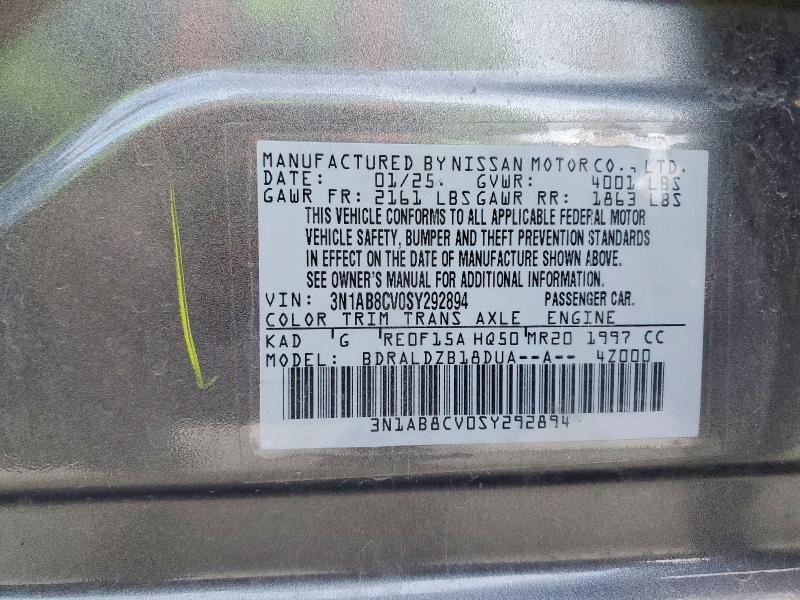 MANUFACTURED BY NISSAN MOTOR CO., LTD.
DATE: 01/25 GVWR: 4001 LBS
GAWR FR: 2161 LBS GAWR RR: 1863 LBS
THIS VEHICLE CONFORMS TO ALL APPLICABLE FEDERAL MOTOR
VEHICLE SAFETY, BUMPER AND THEFT PREVENTION STANDARDS
IN EFFECT ON THE DATE OF MANUFACTURE SHOWN ABOVE.
SEE OWNER'S MANUAL FOR ADDITIONAL INFORMATION.
VIN: 3N1AB8CV0SY292894 PASSENGER CAR.
COLOR TRIM TRANS AXLE ENGINE
KAD G RE0F15A HQ50 MR20 1997 CC
MODEL: BDRALDZB18DUA--A-- 4Z000
3N1AB8CV0SY292894